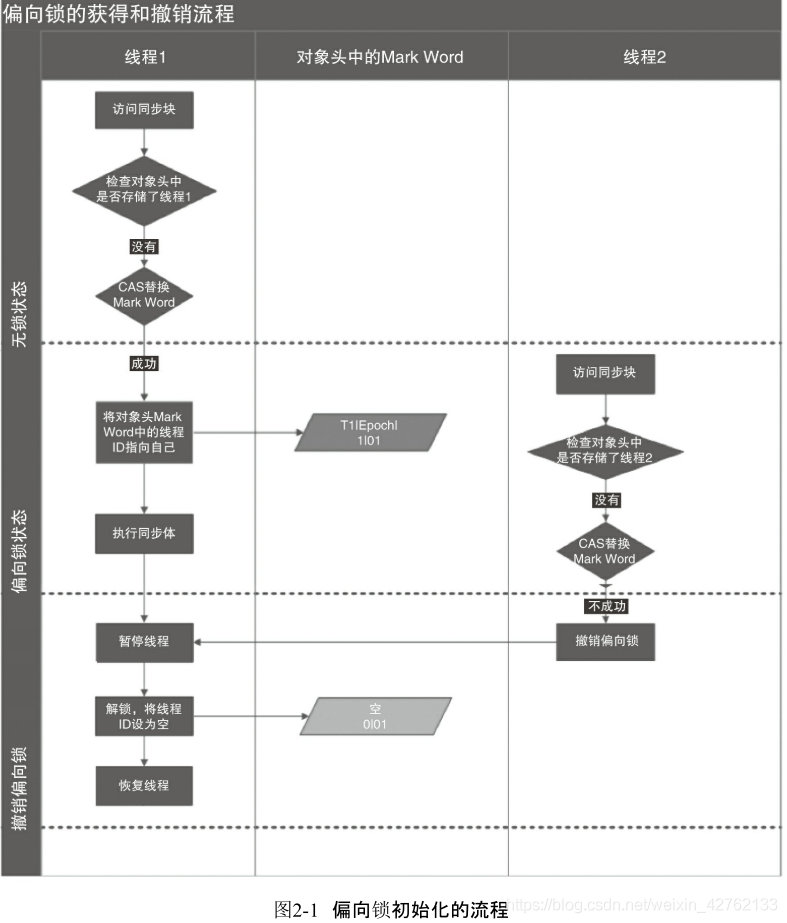 偏向锁的获得和撤销流程
线程1
对象头中的Mark Word
线程2
无锁状态
访问同步块
检查对象头中
是否存储了线程1
没有
CAS替换
Mark Word
偏向锁状态
成功
将对象头Mark
Word中的线程
ID指向自己
T1|Epoch|
1|01
执行同步体
访问同步块
检查对象头中
是否存储了线程2
没有
CAS替换
Mark Word
不成功
撤销偏向锁
撤销偏向锁
暂停线程
解锁，将线程
ID设为空
空
0|01
恢复线程
图2-1 偏向锁初始化的流程
https://blog.csdn.net/weixin_42762133